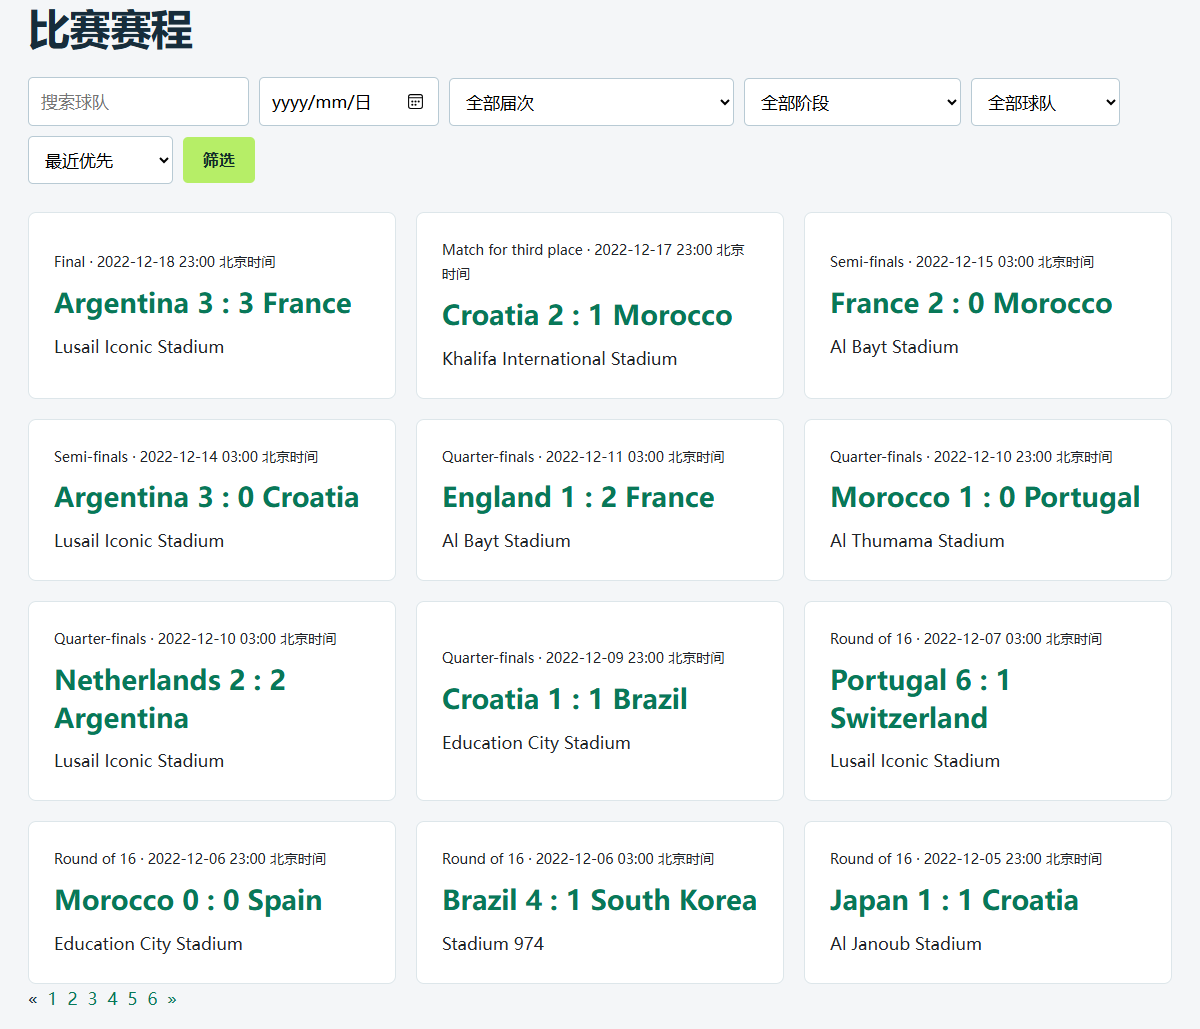 比赛赛程
搜索球队
yyyy/mm/日
全部届次
全部阶段
全部球队
最近优先
筛选
Final · 2022-12-18 23:00 北京时间
Argentina 3 : 3 France
Lusail Iconic Stadium
Match for third place · 2022-12-17 23:00 北京
时间
Croatia 2 : 1 Morocco
Khalifa International Stadium
Semi-finals · 2022-12-15 03:00 北京时间
France 2 : 0 Morocco
Al Bayt Stadium
Semi-finals · 2022-12-14 03:00 北京时间
Argentina 3 : 0 Croatia
Lusail Iconic Stadium
Quarter-finals · 2022-12-11 03:00 北京时间
England 1 : 2 France
Al Bayt Stadium
Quarter-finals · 2022-12-10 23:00 北京时间
Morocco 1 : 0 Portugal
Al Thumama Stadium
Quarter-finals · 2022-12-10 03:00 北京时间
Netherlands 2 : 2
Argentina
Lusail Iconic Stadium
Quarter-finals · 2022-12-09 23:00 北京时间
Croatia 1 : 1 Brazil
Education City Stadium
Round of 16 · 2022-12-07 03:00 北京时间
Portugal 6 : 1
Switzerland
Lusail Iconic Stadium
Round of 16 · 2022-12-06 23:00 北京时间
Morocco 0 : 0 Spain
Education City Stadium
Round of 16 · 2022-12-06 03:00 北京时间
Brazil 4 : 1 South Korea
Stadium 974
Round of 16 · 2022-12-05 23:00 北京时间
Japan 1 : 1 Croatia
Al Janoub Stadium
« 1 2 3 4 5 6 »